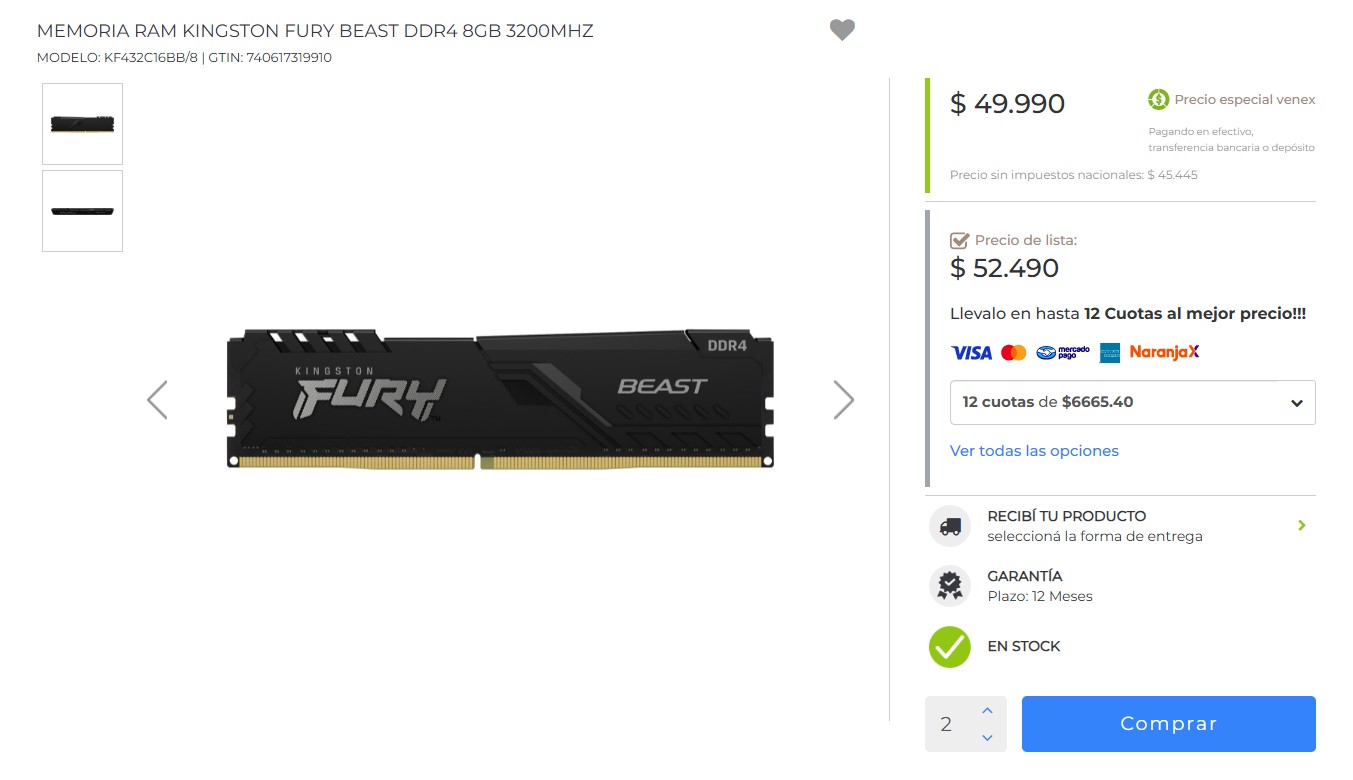 MEMORIA RAM KINGSTON FURY BEAST DDR4 8GB 3200MHZ
MODELO: KF432C16BB/8 | GTIN: 740617319910
DDR4
KINGSTON
FURY
TM
BEAST
$ 49.990
Precio especial venex
Pagando en efectivo,
transferencia bancaria o depósito
Precio sin impuestos nacionales: $ 45.445
Precio de lista:
$ 52.490
Llevalo en hasta 12 Cuotas al mejor precio!!!
VISA mercado pago NaranjaX
12 cuotas de $6665.40
Ver todas las opciones
RECIBÍ TU PRODUCTO
seleccioná la forma de entrega
GARANTÍA
Plazo: 12 Meses
EN STOCK
2
Comprar